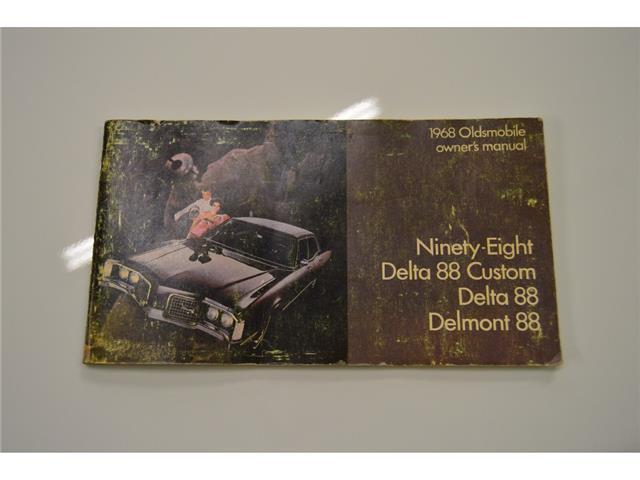 1968 Oldsmobile
owner's manual
Ninety-Eight
Delta 88 Custom
Delta 88
Delmont 88